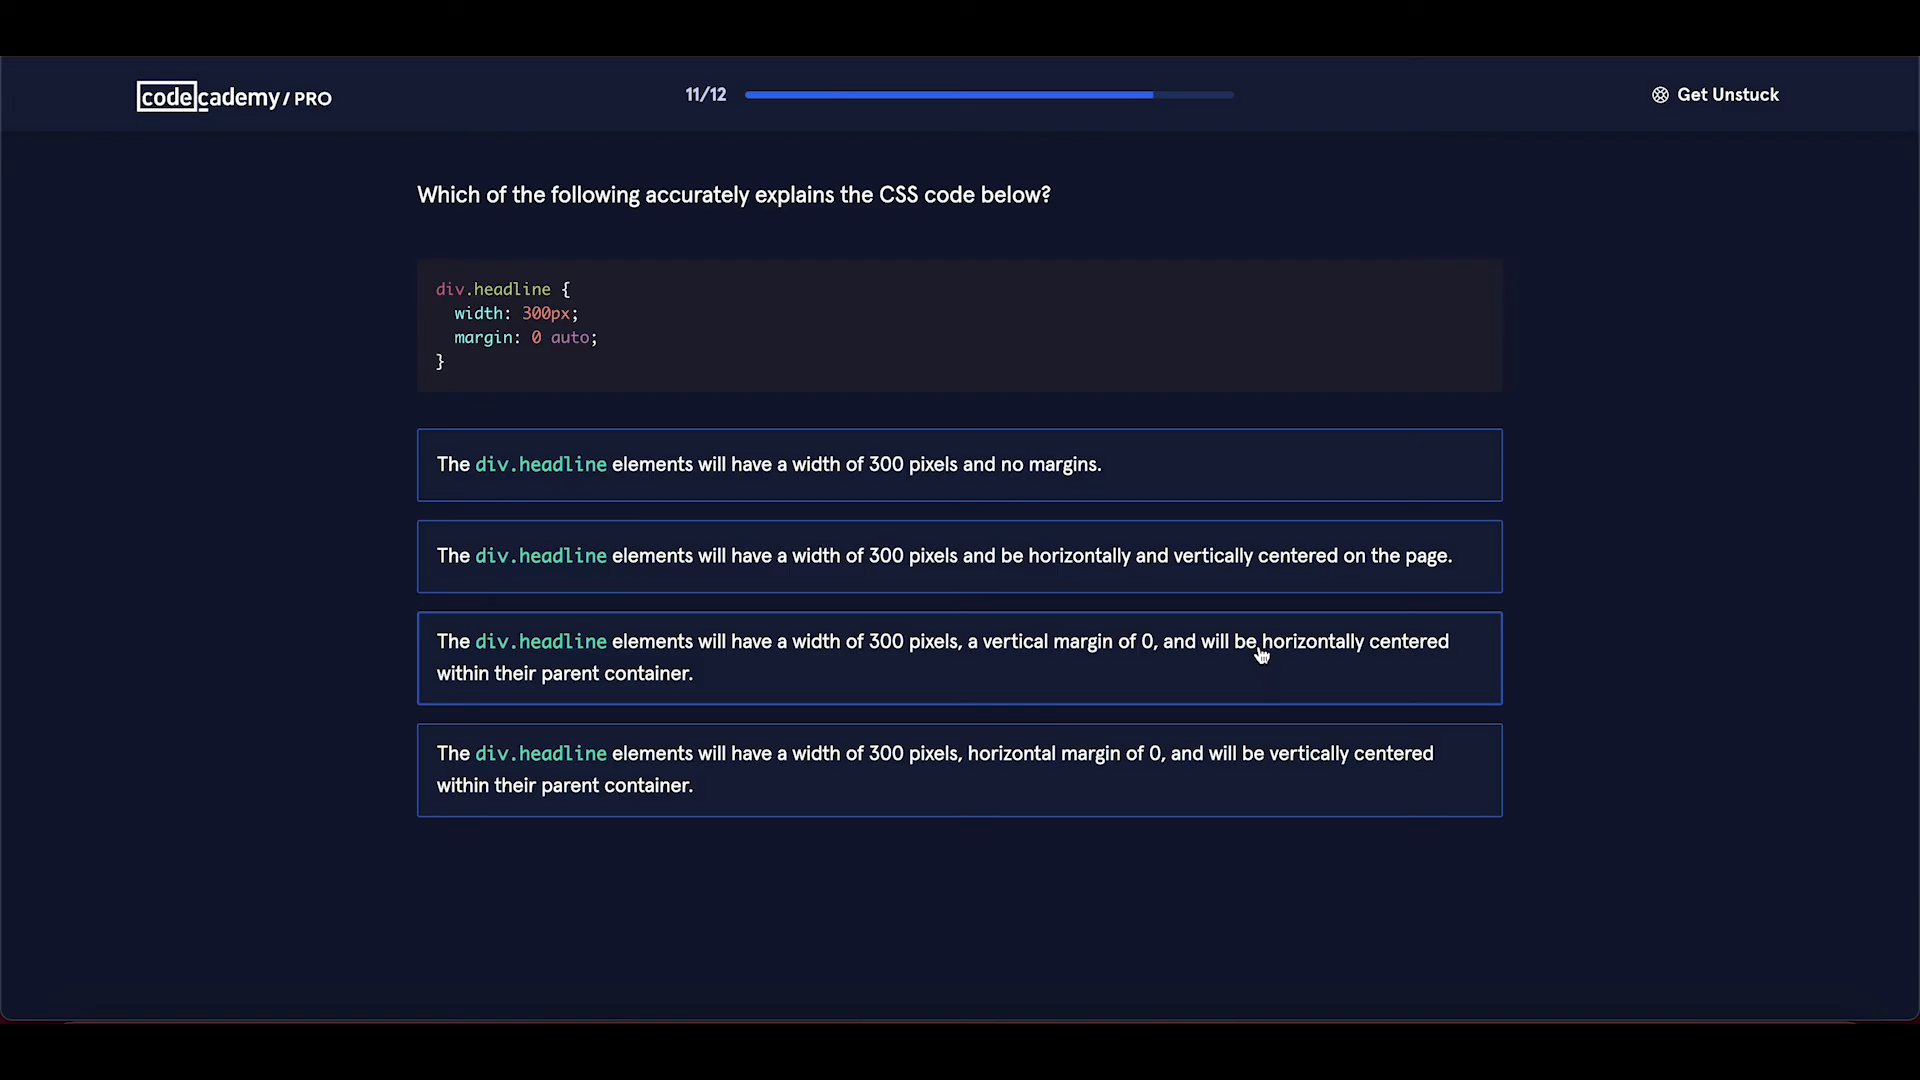 codecademy / PRO
11/12
Get Unstuck
Which of the following accurately explains the CSS code below?
div.headline {
  width: 300px;
  margin: 0 auto;
}
The div.headline elements will have a width of 300 pixels and no margins.
The div.headline elements will have a width of 300 pixels and be horizontally and vertically centered on the page.
The div.headline elements will have a width of 300 pixels, a vertical margin of 0, and will be horizontally centered
within their parent container.
The div.headline elements will have a width of 300 pixels, horizontal margin of 0, and will be vertically centered
within their parent container.